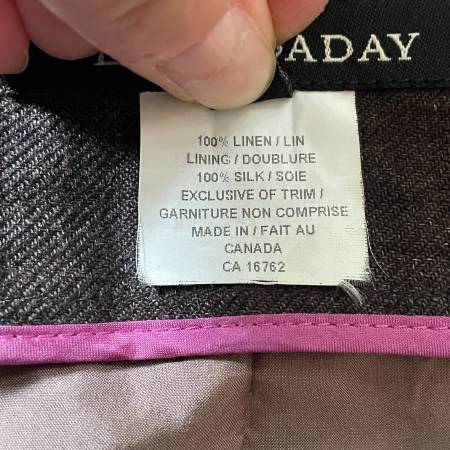 ADAY
100% LINEN / LIN
LINING / DOUBLURE
100% SILK / SOIE
EXCLUSIVE OF TRIM /
GARNITURE NON COMPRISE
MADE IN / FAIT AU
CANADA
CA 16762